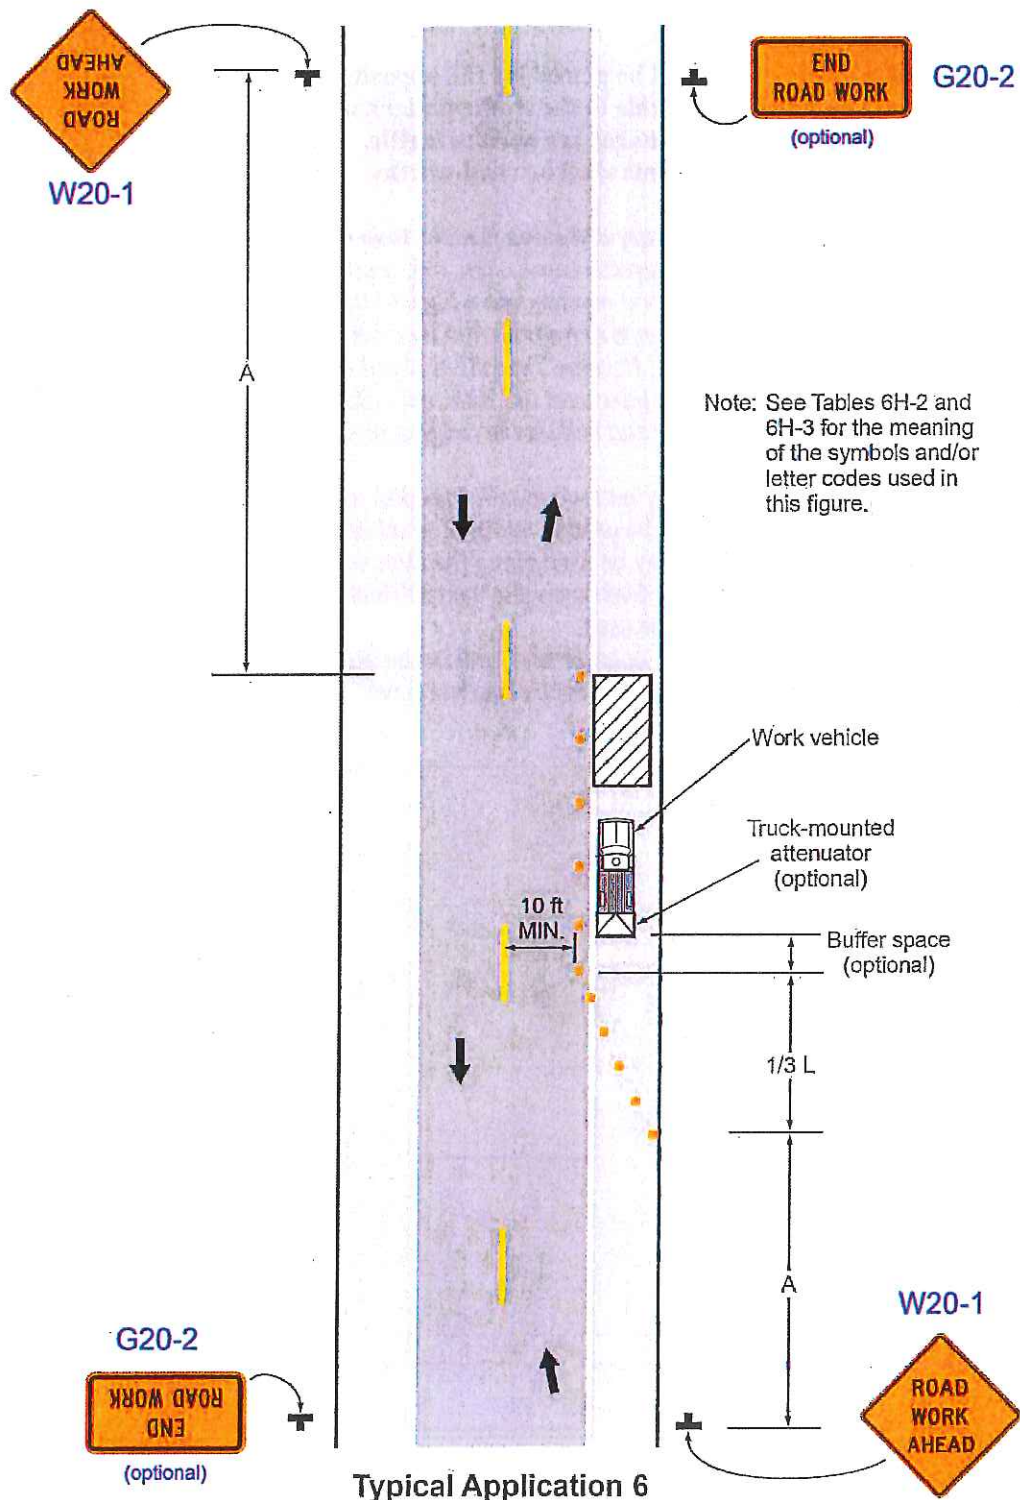 ROAD
WORK
AHEAD
W20-1
END
ROAD WORK
(optional)
G20-2
A
Note: See Tables 6H-2 and
6H-3 for the meaning
of the symbols and/or
letter codes used in
this figure.
Work vehicle
Truck-mounted
attenuator
(optional)
10 ft
MIN.
Buffer space
(optional)
1/3 L
A
G20-2
END
ROAD WORK
(optional)
W20-1
ROAD
WORK
AHEAD
Typical Application 6